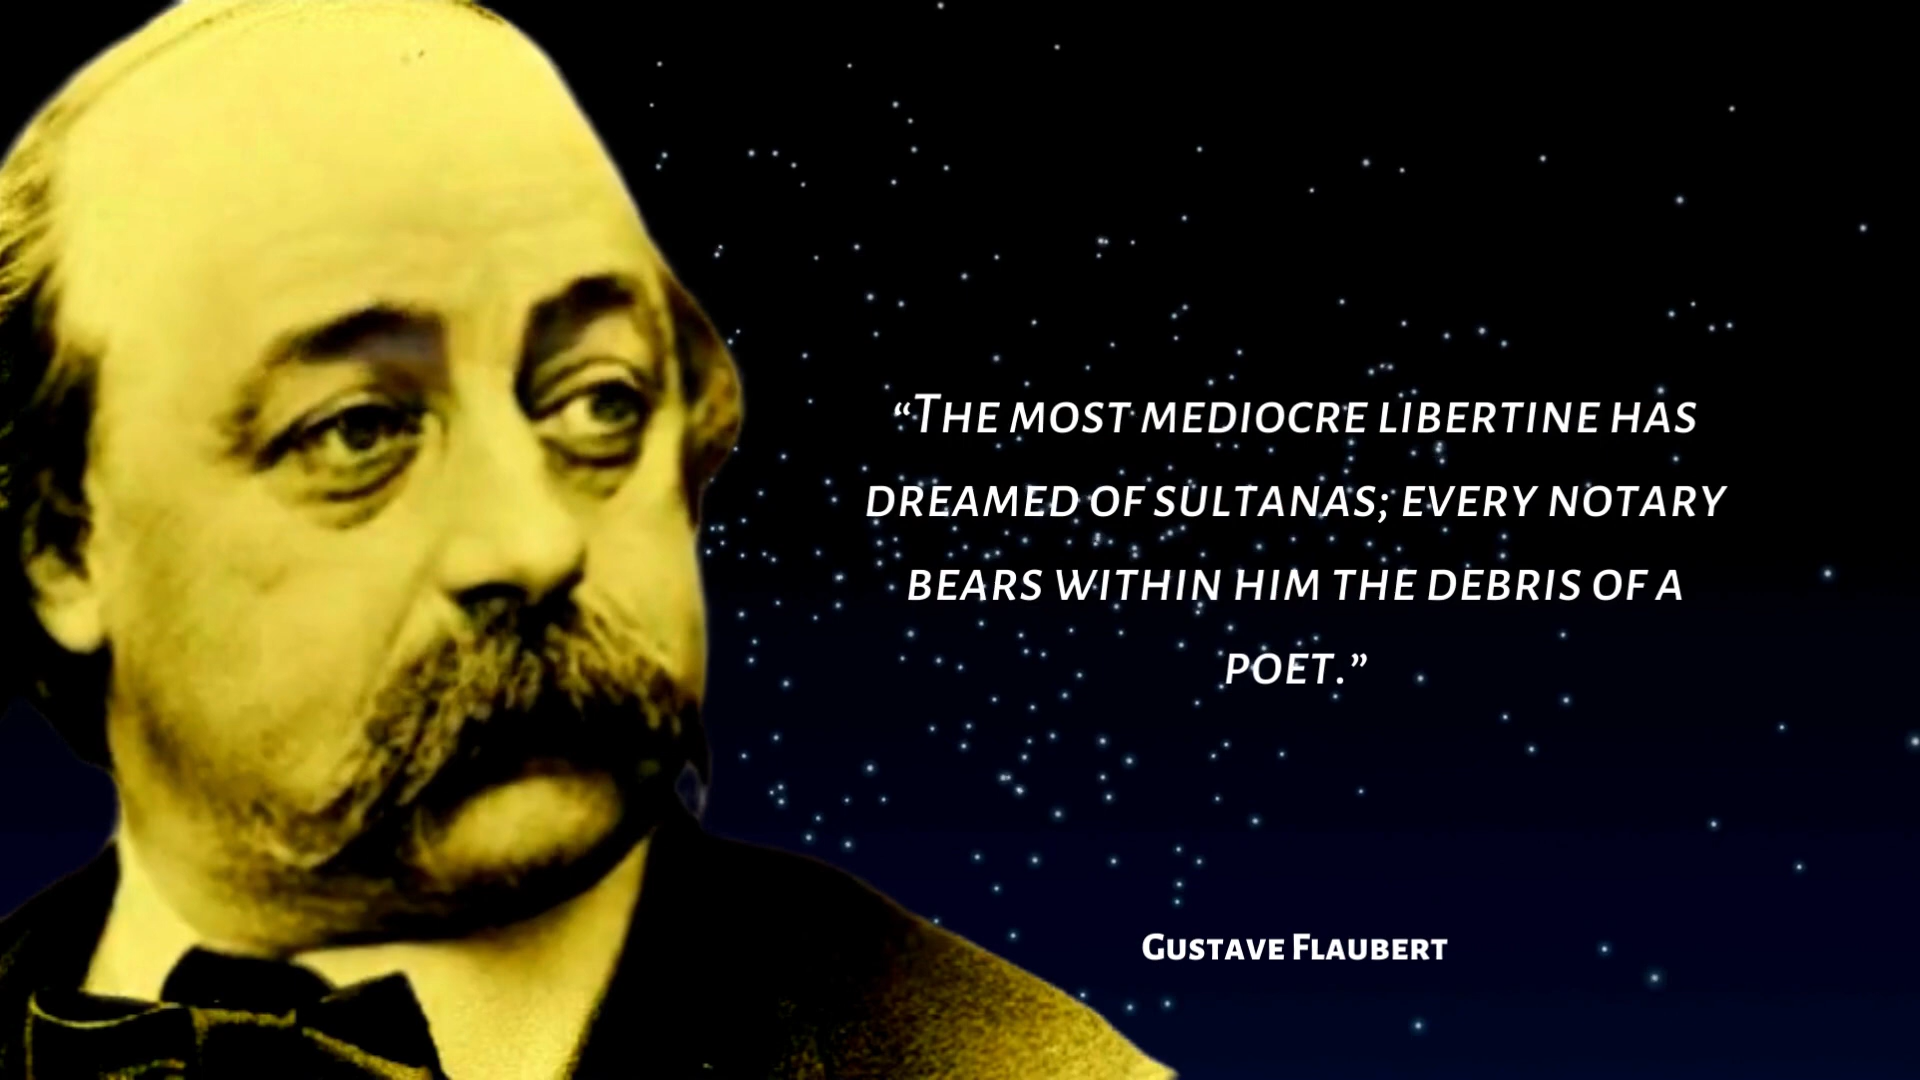 “The most mediocre libertine has
dreamed of sultanas; every notary
bears within him the debris of a
poet.”
Gustave Flaubert